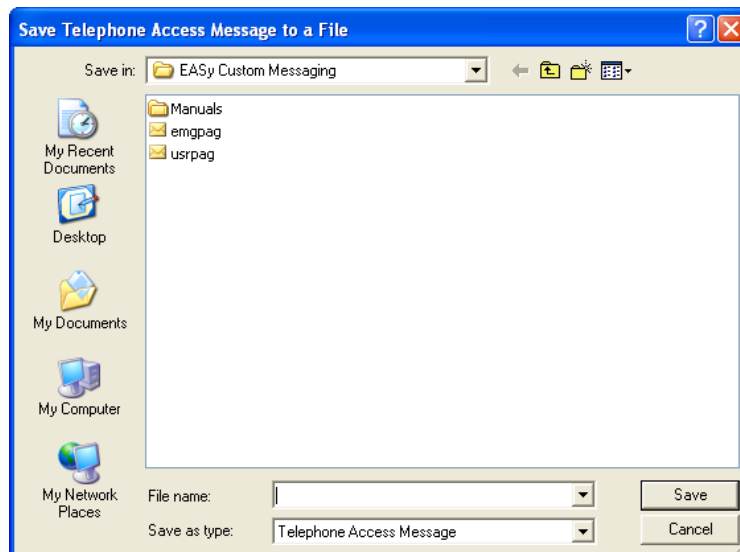 Save Telephone Access Message to a File
Save in: EASy Custom Messaging
Manuals
emgpag
usrpag
My Recent
Documents
Desktop
My Documents
My Computer
My Network
Places
File name:
Save
Save as type: Telephone Access Message
Cancel